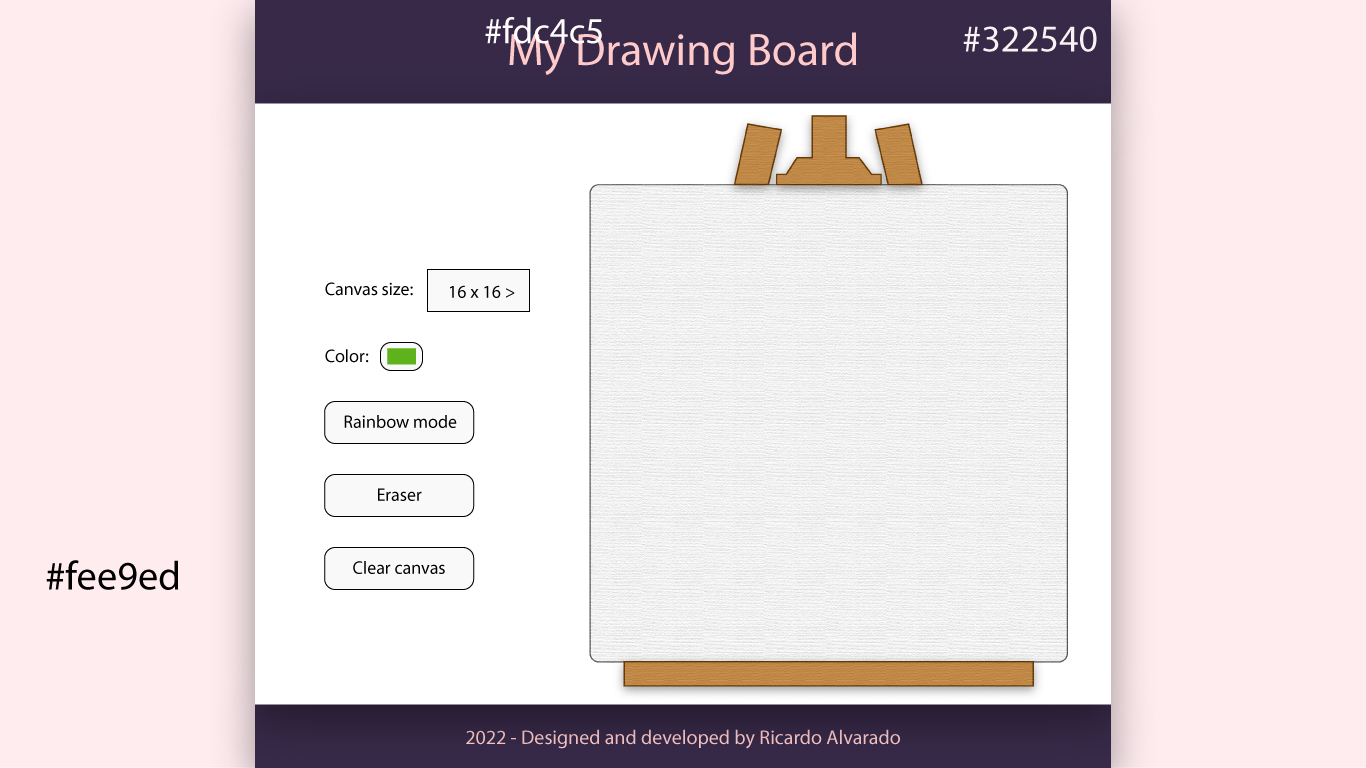 #fdc4c5
My Drawing Board
#322540
Canvas size:
16 x 16 >
Color:
Rainbow mode
Eraser
Clear canvas
#fee9ed
2022 - Designed and developed by Ricardo Alvarado